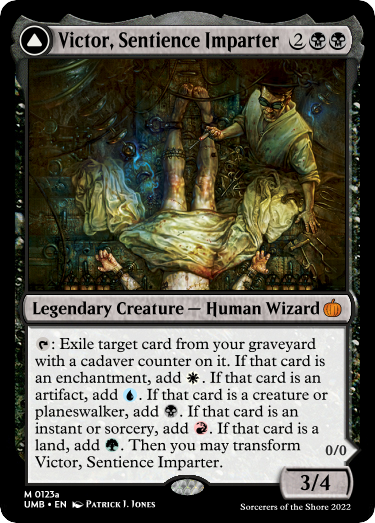 Victor, Sentience Imparter 2
Legendary Creature — Human Wizard
: Exile target card from your graveyard
with a cadaver counter on it. If that card is
an enchantment, add . If that card is an
artifact, add . If that card is a creature or
planeswalker, add . If that card is an
instant or sorcery, add . If that card is a
land, add . Then you may transform
Victor, Sentience Imparter.
0/0
3/4
M 0123a
UMB • EN Patrick J. Jones
Sorcerers of the Shore 2022